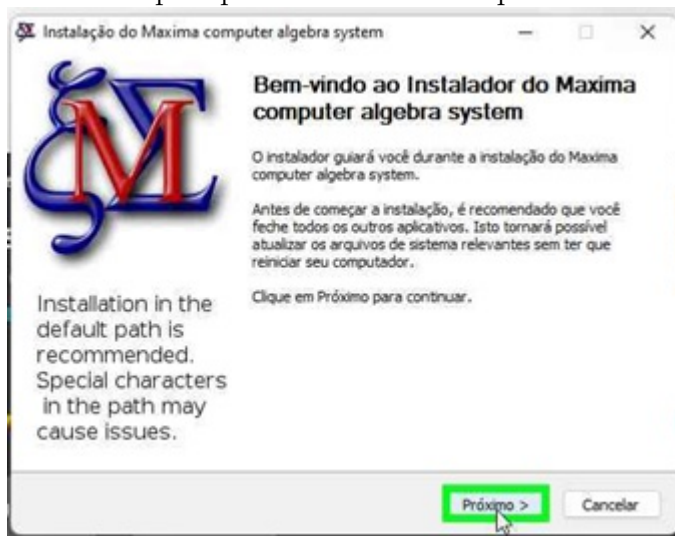 Instalação do Maxima computer algebra system
Bem-vindo ao Instalador do Maxima
computer algebra system
O instalador guiará você durante a instalação do Maxima
computer algebra system.
Antes de começar a instalação, é recomendado que você
feche todos os outros aplicativos. Isto tornará possível
atualizar os arquivos de sistema relevantes sem ter que
reiniciar seu computador.
Clique em Próximo para continuar.
Installation in the
default path is
recommended.
Special characters
in the path may
cause issues.
Próximo >
Cancelar